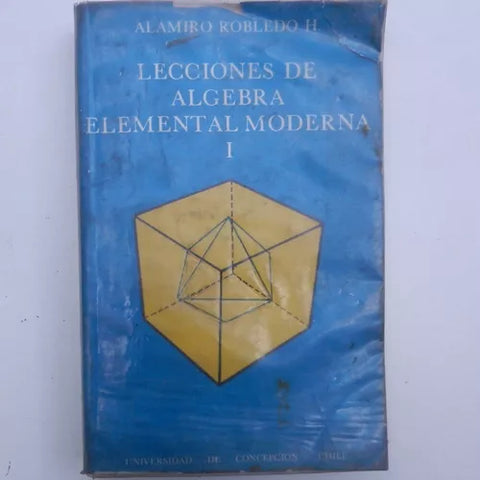 ALAMIRO ROBLEDO H.
LECCIONES DE
ALGEBRA
ELEMENTAL MODERNA
I
UNIVERSIDAD DE CONCEPCION CHILE